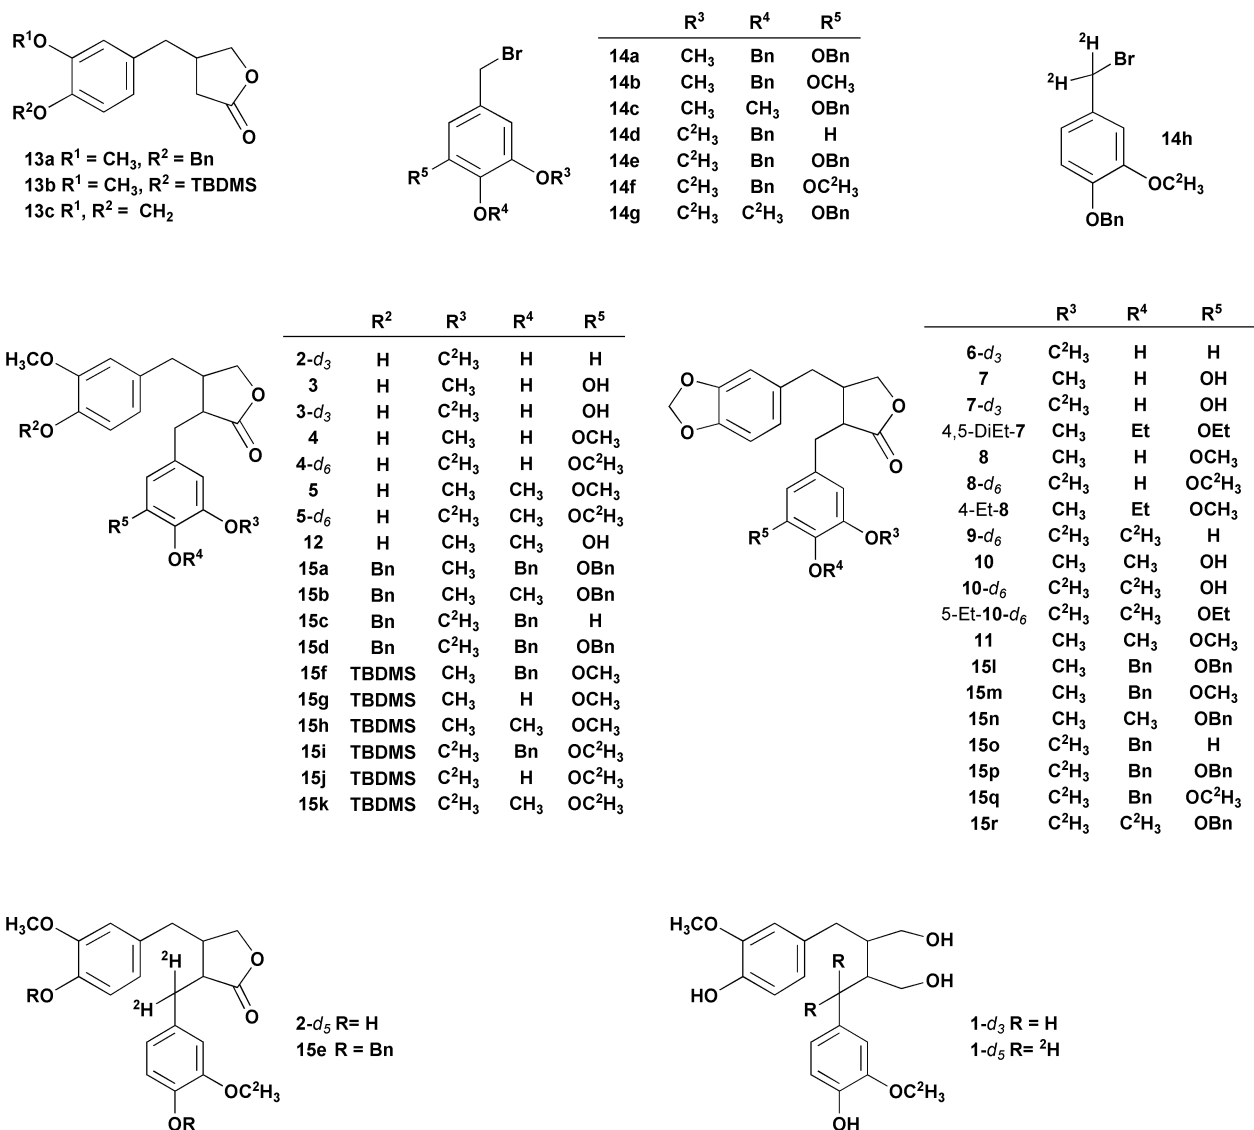 R¹O
R²O
O
O
13a R¹ = CH₃, R² = Bn
13b R¹ = CH₃, R² = TBDMS
13c R¹, R² = CH₂
Br
R⁵
OR³
OR⁴
R³ R⁴ R⁵
14a CH₃ Bn OBn
14b CH₃ Bn OCH₃
14c CH₃ CH₃ OBn
14d C²H₃ Bn H
14e C²H₃ Bn OBn
14f C²H₃ Bn OC²H₃
14g C²H₃ C²H₃ OBn
²H
²H
Br
OC²H₃
OBn
14h
H₃CO
R²O
O
O
R⁵
OR³
OR⁴
R² R³ R⁴ R⁵
2-d₃ H C²H₃ H H
3 H CH₃ H OH
3-d₃ H C²H₃ H OH
4 H CH₃ H OCH₃
4-d₆ H C²H₃ H OC²H₃
5 H CH₃ CH₃ OCH₃
5-d₆ H C²H₃ CH₃ OC²H₃
12 H CH₃ CH₃ OH
15a Bn CH₃ Bn OBn
15b Bn CH₃ CH₃ OBn
15c Bn C²H₃ Bn H
15d Bn C²H₃ Bn OBn
15f TBDMS CH₃ Bn OCH₃
15g TBDMS CH₃ H OCH₃
15h TBDMS CH₃ CH₃ OCH₃
15i TBDMS C²H₃ Bn OC²H₃
15j TBDMS C²H₃ H OC²H₃
15k TBDMS C²H₃ CH₃ OC²H₃
O
O
O
O
R⁵
OR³
OR⁴
R³ R⁴ R⁵
6-d₃ C²H₃ H H
7 CH₃ H OH
7-d₃ C²H₃ H OH
4,5-DiEt-7 CH₃ Et OEt
8 CH₃ H OCH₃
8-d₆ C²H₃ H OC²H₃
4-Et-8 CH₃ Et OCH₃
9-d₆ C²H₃ C²H₃ H
10 CH₃ CH₃ OH
10-d₆ C²H₃ C²H₃ OH
5-Et-10-d₆ C²H₃ C²H₃ OEt
11 CH₃ CH₃ OCH₃
15l CH₃ Bn OBn
15m CH₃ Bn OCH₃
15n CH₃ CH₃ OBn
15o C²H₃ Bn H
15p C²H₃ Bn OBn
15q C²H₃ Bn OC²H₃
15r C²H₃ C²H₃ OBn
H₃CO
RO
²H
²H
O
O
OC²H₃
OR
2-d₅ R= H
15e R = Bn
H₃CO
HO
R
R
OH
OH
OC²H₃
OH
1-d₃ R = H
1-d₅ R= ²H